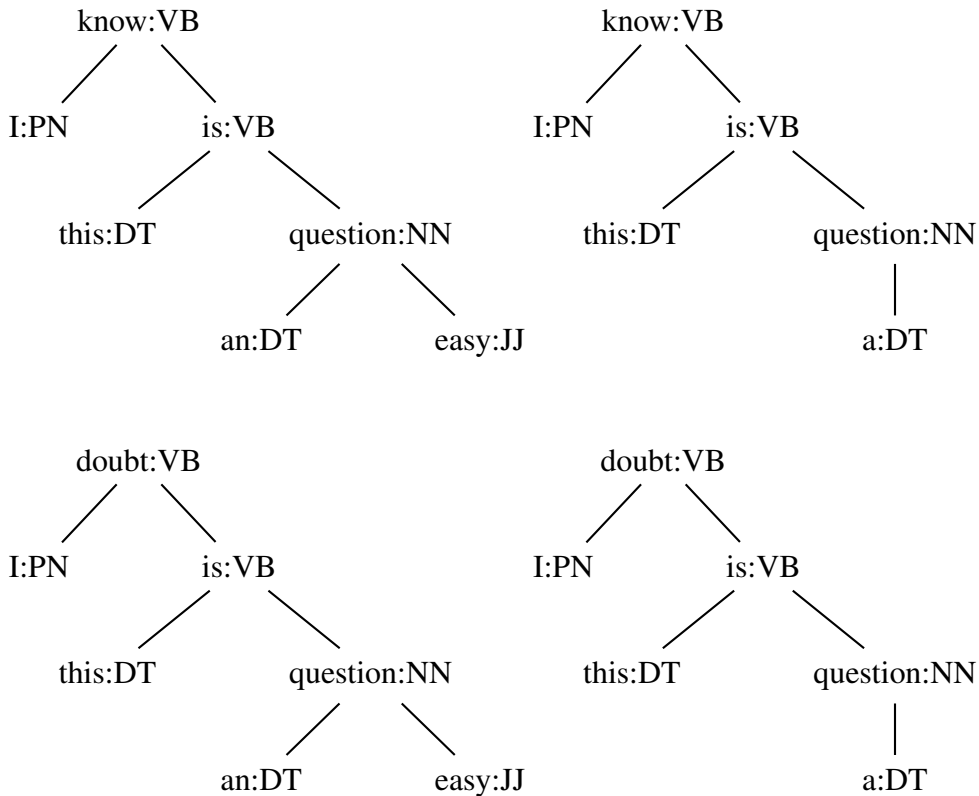 know:VB know:VB
I:PN is:VB I:PN is:VB
this:DT question:NN this:DT question:NN
an:DT easy:JJ a:DT
doubt:VB doubt:VB
I:PN is:VB I:PN is:VB
this:DT question:NN this:DT question:NN
an:DT easy:JJ a:DT